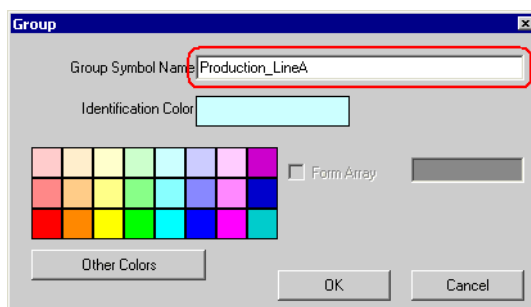 Group
Group Symbol Name Production_LineA
Identification Color
Form Array
Other Colors
OK Cancel